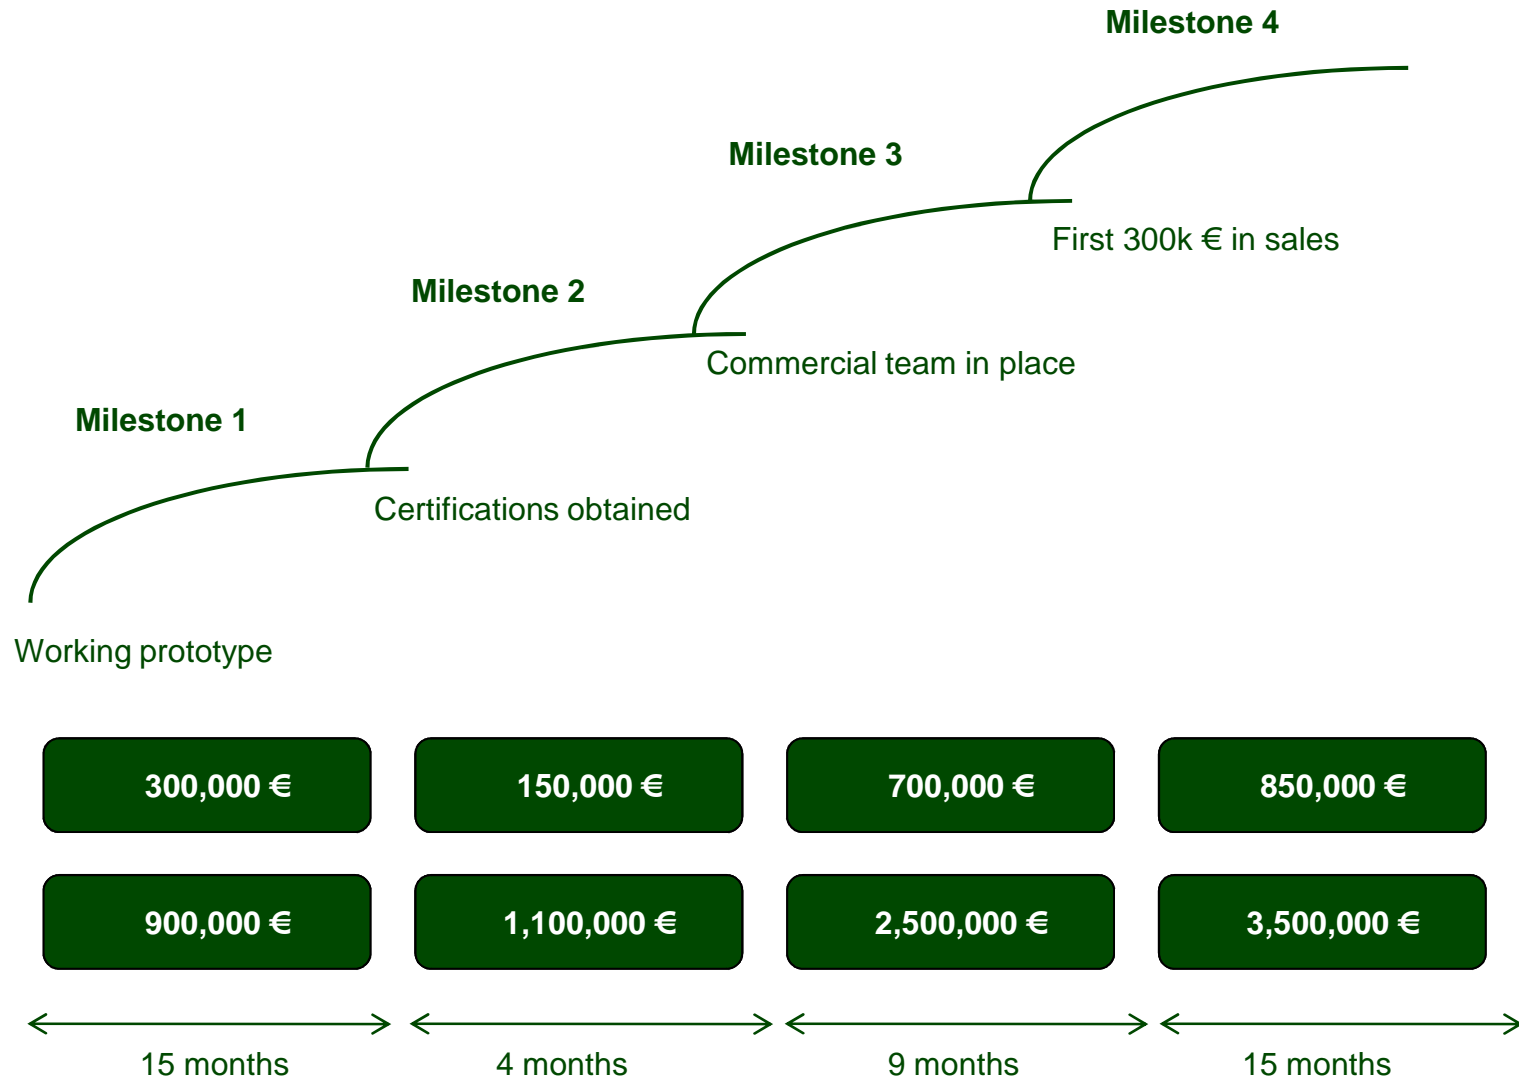 Milestone 4
Milestone 3
First 300k € in sales
Milestone 2
Commercial team in place
Milestone 1
Certifications obtained
Working prototype
300,000 €
150,000 €
700,000 €
850,000 €
900,000 €
1,100,000 €
2,500,000 €
3,500,000 €
15 months
4 months
9 months
15 months